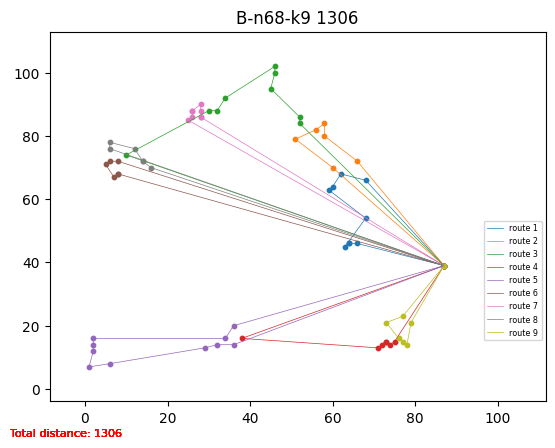 B-n68-k9 1306
100
80
60
40
20
0
0 20 40 60 80 100
route 1
route 2
route 3
route 4
route 5
route 6
route 7
route 8
route 9
Total distance: 1306